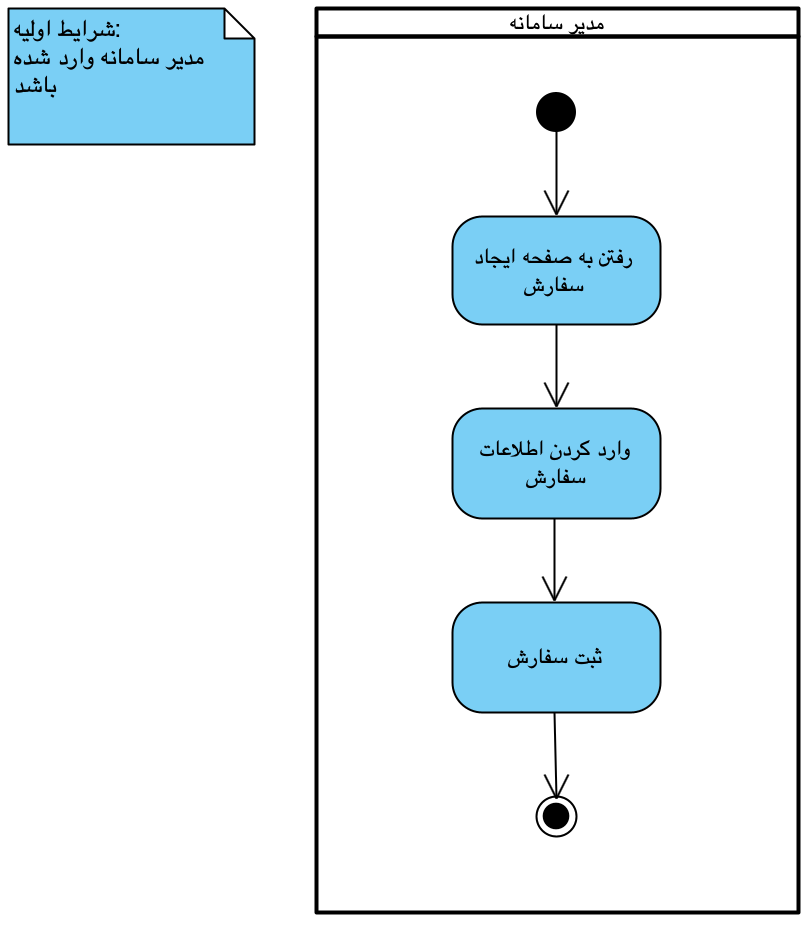 شرایط اولیه:
مدیر سامانه وارد شده
باشد
مدیر سامانه
رفتن به صفحه ایجاد
سفارش
وارد کردن اطلاعات
سفارش
ثبت سفارش